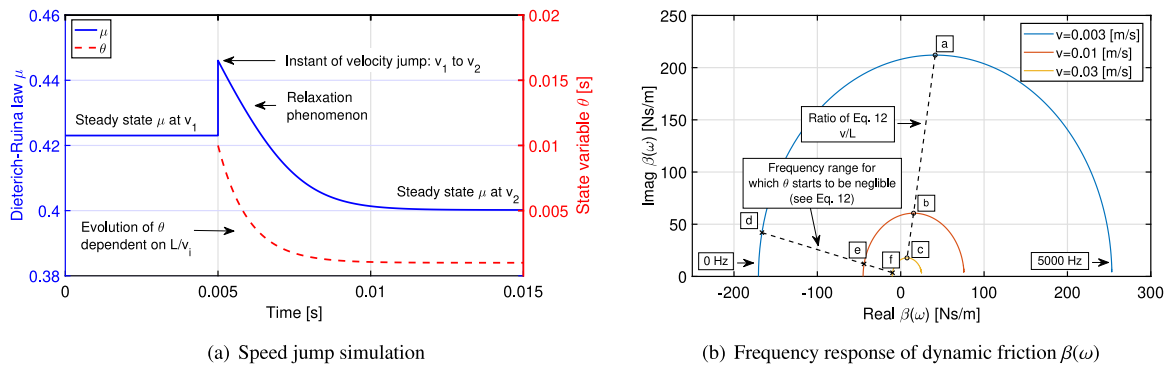 0.46
0.44
0.42
0.4
0.38
0.02
0.015
0.01
0.005
0
Dieterich-Ruina law μ
State variable θ [s]
μ
θ
Instant of velocity jump: v1 to v2
Relaxation
phenomenon
Steady state μ at v1
Steady state μ at v2
Evolution of θ
dependent on L/vi
0 0.005 0.01 0.015
Time [s]
(a) Speed jump simulation
250
200
150
100
50
0
Imag β(ω) [Ns/m]
v=0.003 [m/s]
v=0.01 [m/s]
v=0.03 [m/s]
a
Ratio of Eq. 12
v/L
Frequency range for
which θ starts to be neglible
(see Eq. 12)
b
d
c
e
f
0 Hz
5000 Hz
-200 -100 0 100 200 300
Real β(ω) [Ns/m]
(b) Frequency response of dynamic friction β(ω)